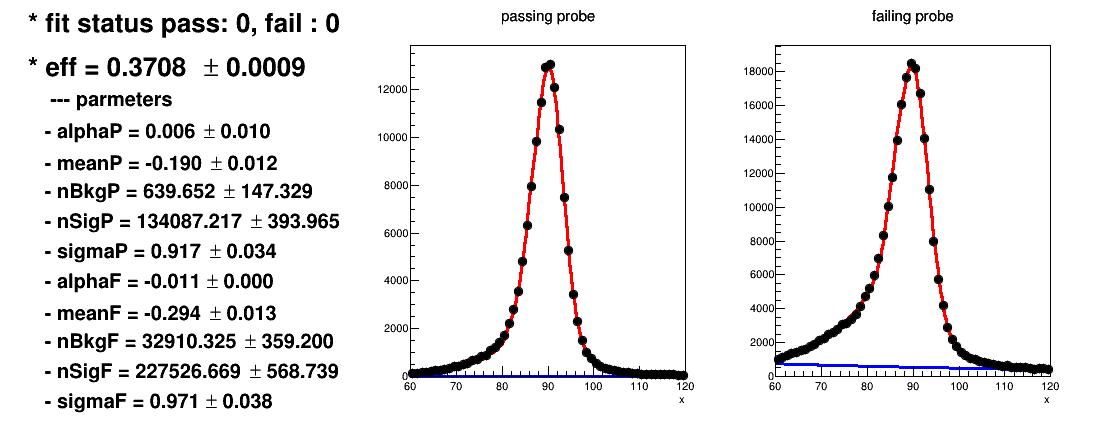 * fit status pass: 0, fail : 0
* eff = 0.3708 ± 0.0009
--- parmeters
- alphaP = 0.006 ± 0.010
- meanP = -0.190 ± 0.012
- nBkgP = 639.652 ± 147.329
- nSigP = 134087.217 ± 393.965
- sigmaP = 0.917 ± 0.034
- alphaF = -0.011 ± 0.000
- meanF = -0.294 ± 0.013
- nBkgF = 32910.325 ± 359.200
- nSigF = 227526.669 ± 568.739
- sigmaF = 0.971 ± 0.038
passing probe
12000
10000
8000
6000
4000
2000
0
60 70 80 90 100 110 120
x
failing probe
18000
16000
14000
12000
10000
8000
6000
4000
2000
0
60 70 80 90 100 110 120
x